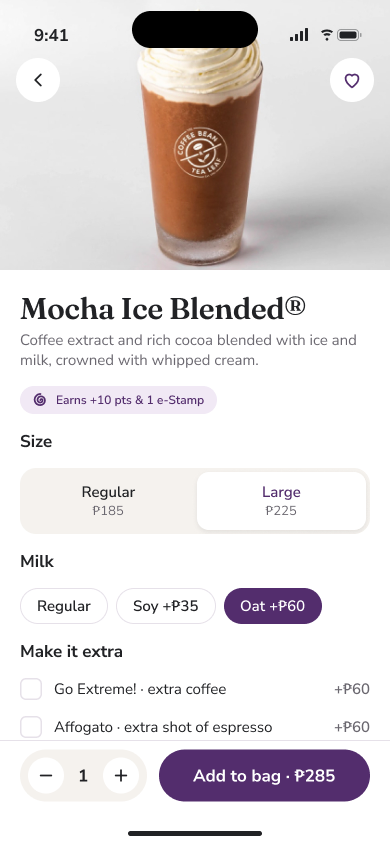 9:41
COFFEE BEAN
TEA LEAF
Mocha Ice Blended®
Coffee extract and rich cocoa blended with ice and
milk, crowned with whipped cream.
Earns +10 pts & 1 e-Stamp
Size
Regular
₱185
Large
₱225
Milk
Regular
Soy +₱35
Oat +₱60
Make it extra
Go Extreme! · extra coffee +₱60
Affogato · extra shot of espresso +₱60
1
Add to bag · ₱285